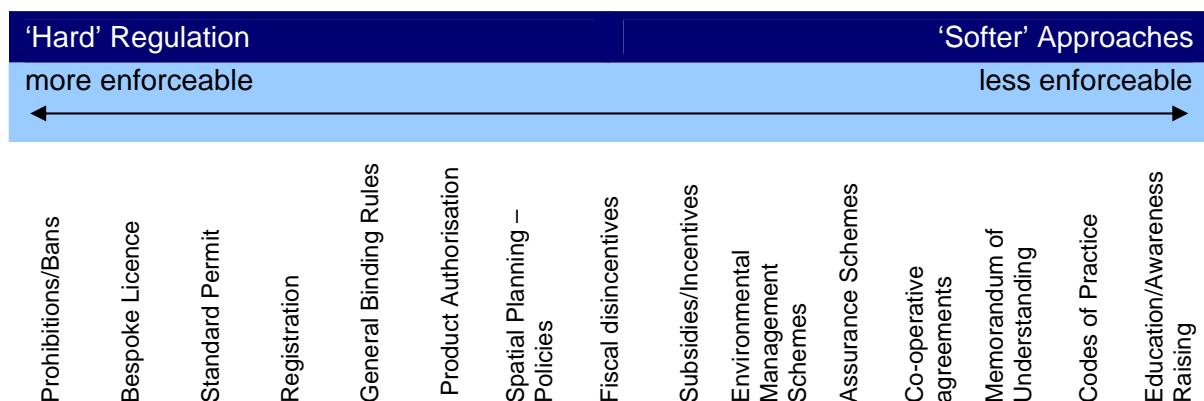 ‘Hard’ Regulation
‘Softer’ Approaches
more enforceable
less enforceable
Prohibitions/Bans
Bespoke Licence
Standard Permit
Registration
General Binding Rules
Product Authorisation
Spatial Planning –
Policies
Fiscal disincentives
Subsidies/Incentives
Environmental
Management
Schemes
Assurance Schemes
Co-operative
agreements
Memorandum of
Understanding
Codes of Practice
Education/Awareness
Raising